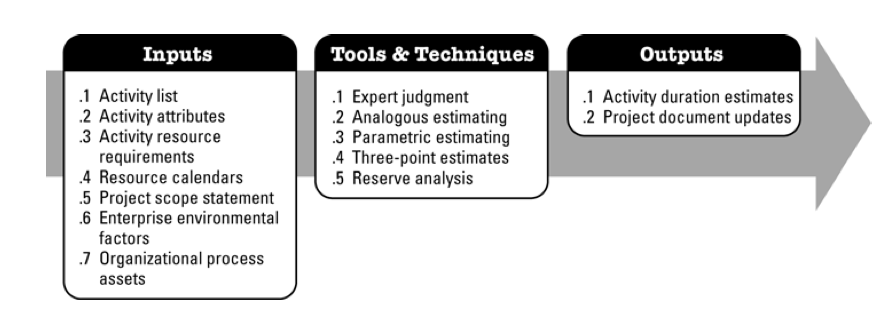 Inputs
.1 Activity list
.2 Activity attributes
.3 Activity resource
requirements
.4 Resource calendars
.5 Project scope statement
.6 Enterprise environmental
factors
.7 Organizational process
assets
Tools & Techniques
.1 Expert judgment
.2 Analogous estimating
.3 Parametric estimating
.4 Three-point estimates
.5 Reserve analysis
Outputs
.1 Activity duration estimates
.2 Project document updates